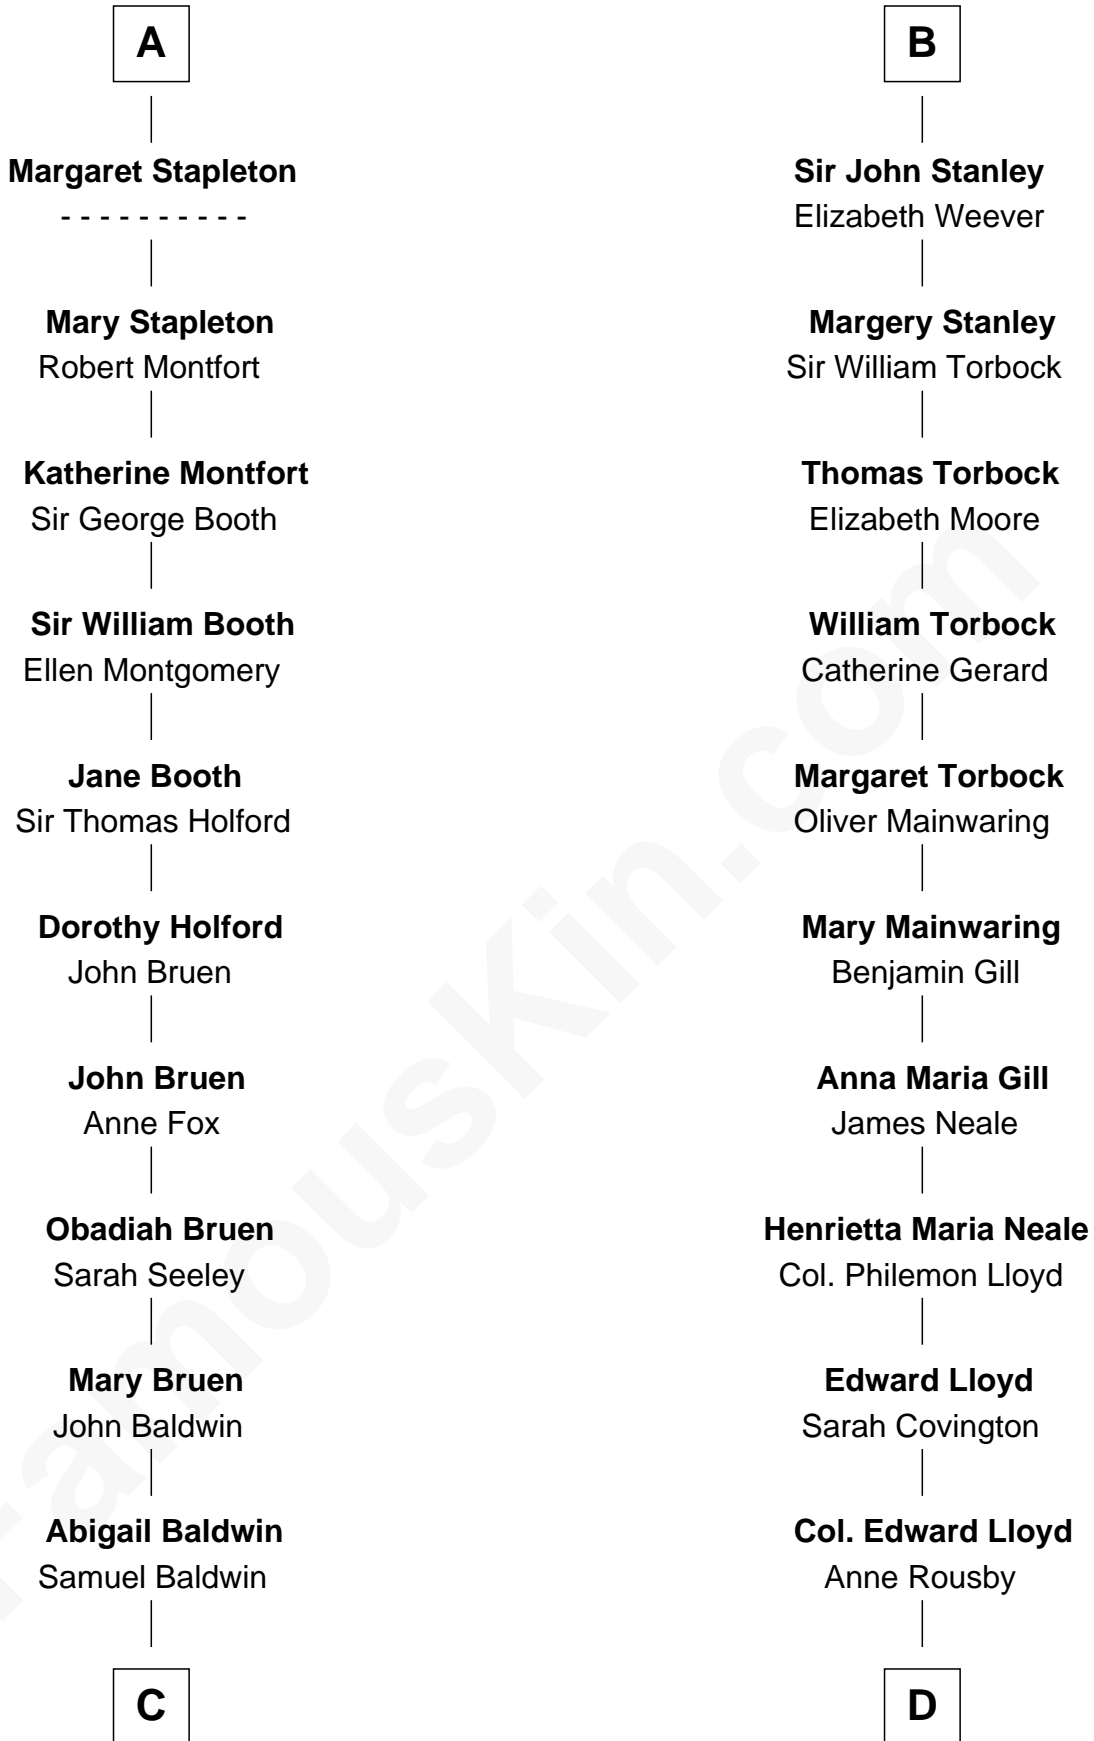 A
Margaret Stapleton
- - - - - - - - - -
Mary Stapleton
Robert Montfort
Katherine Montfort
Sir George Booth
Sir William Booth
Ellen Montgomery
Jane Booth
Sir Thomas Holford
Dorothy Holford
John Bruen
John Bruen
Anne Fox
Obadiah Bruen
Sarah Seeley
Mary Bruen
John Baldwin
Abigail Baldwin
Samuel Baldwin
C
B
Sir John Stanley
Elizabeth Weever
Margery Stanley
Sir William Torbock
Thomas Torbock
Elizabeth Moore
William Torbock
Catherine Gerard
Margaret Torbock
Oliver Mainwaring
Mary Mainwaring
Benjamin Gill
Anna Maria Gill
James Neale
Henrietta Maria Neale
Col. Philemon Lloyd
Edward Lloyd
Sarah Covington
Col. Edward Lloyd
Anne Rousby
D
FamousKin.com